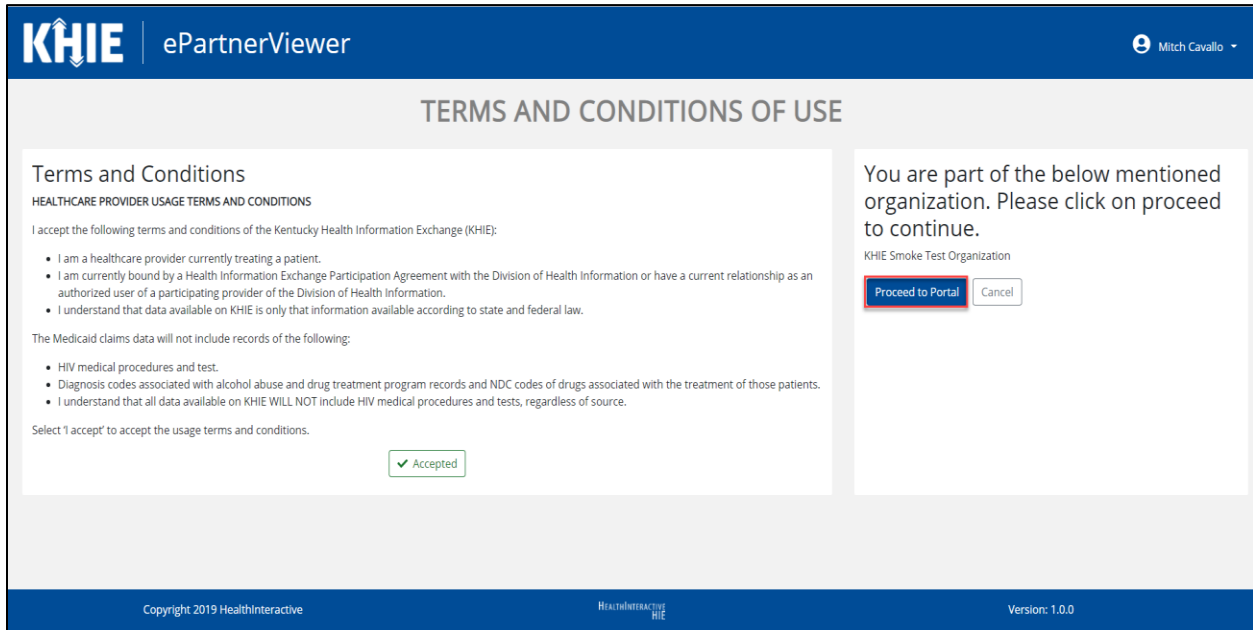 KHIE ePartnerViewer
Mitch Cavallo
TERMS AND CONDITIONS OF USE
Terms and Conditions
HEALTHCARE PROVIDER USAGE TERMS AND CONDITIONS
I accept the following terms and conditions of the Kentucky Health Information Exchange (KHIE):
• I am a healthcare provider currently treating a patient.
• I am currently bound by a Health Information Exchange Participation Agreement with the Division of Health Information or have a current relationship as an
authorized user of a participating provider of the Division of Health Information.
• I understand that data available on KHIE is only that information available according to state and federal law.
The Medicaid claims data will not include records of the following:
• HIV medical procedures and test.
• Diagnosis codes associated with alcohol abuse and drug treatment program records and NDC codes of drugs associated with the treatment of those patients.
• I understand that all data available on KHIE WILL NOT include HIV medical procedures and tests, regardless of source.
Select 'I accept' to accept the usage terms and conditions.
Accepted
You are part of the below mentioned
organization. Please click on proceed
to continue.
KHIE Smoke Test Organization
Proceed to Portal Cancel
Copyright 2019 HealthInteractive
HEALTHINTERACTIVE
HIE
Version: 1.0.0